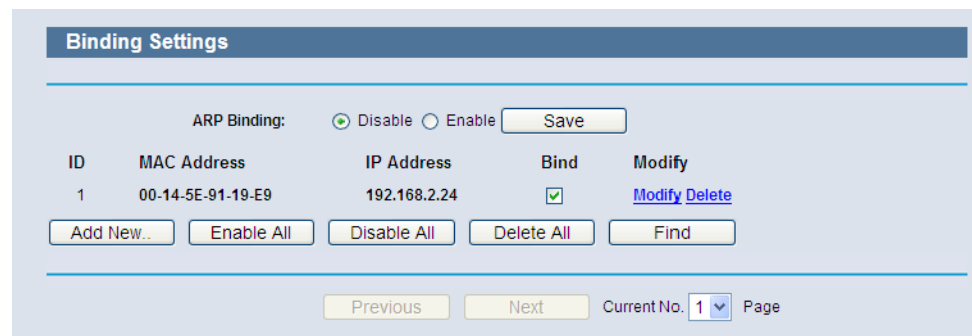 Binding Settings
ARP Binding: Disable Enable Save
ID MAC Address IP Address Bind Modify
1 00-14-5E-91-19-E9 192.168.2.24 Modify Delete
Add New.. Enable All Disable All Delete All Find
Previous Next Current No. 1 Page